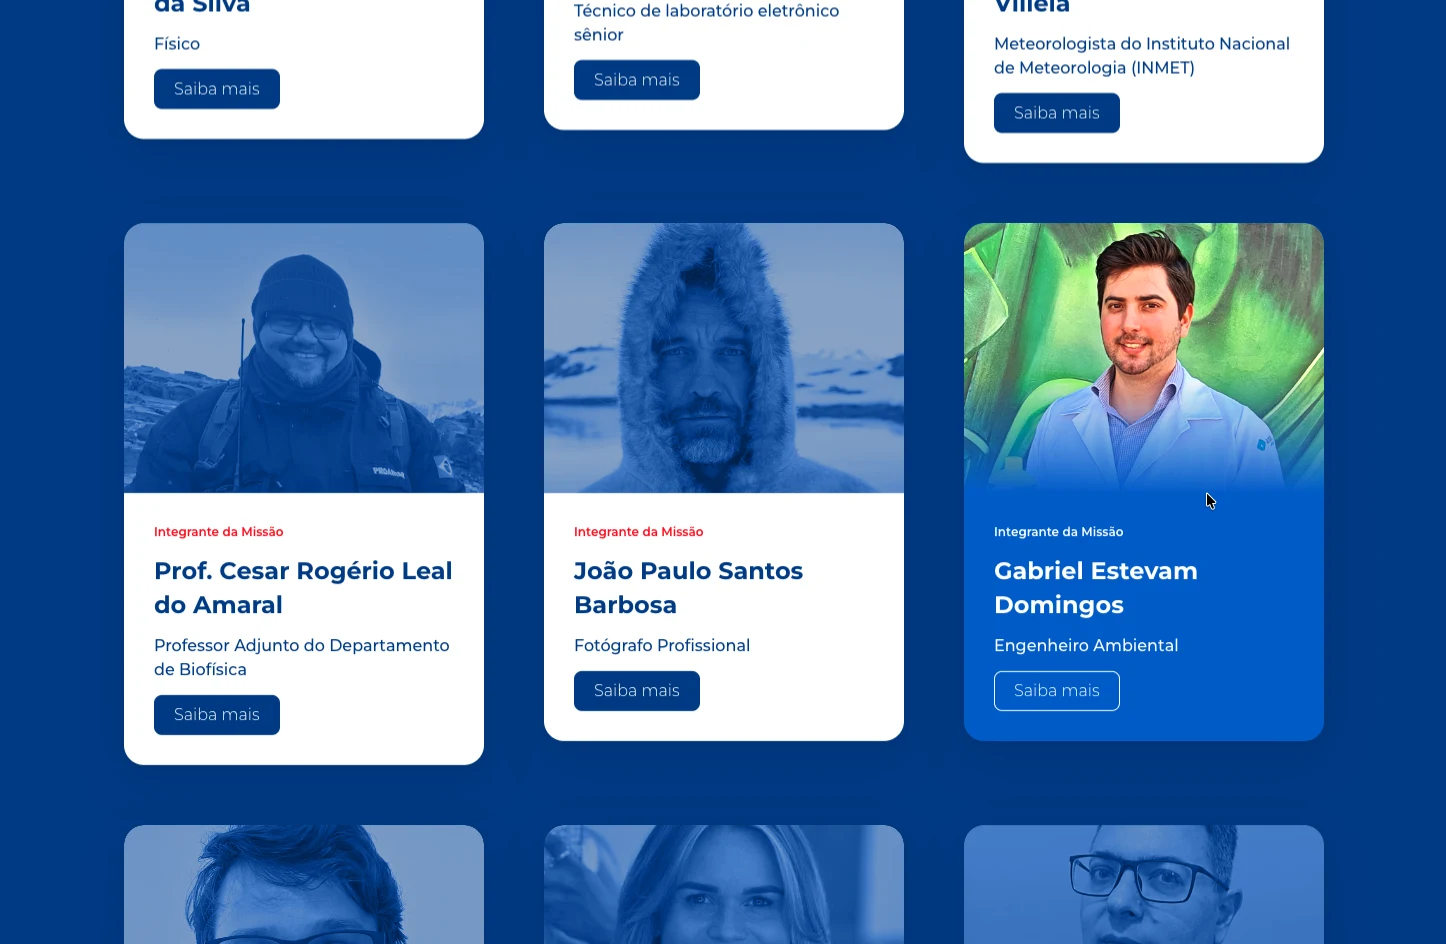 da Silva
Físico
Saiba mais
Técnico de laboratório eletrônico
sênior
Saiba mais
Villela
Meteorologista do Instituto Nacional
de Meteorologia (INMET)
Saiba mais
Integrante da Missão
Prof. Cesar Rogério Leal
do Amaral
Professor Adjunto do Departamento
de Biofísica
Saiba mais
Integrante da Missão
João Paulo Santos
Barbosa
Fotógrafo Profissional
Saiba mais
Integrante da Missão
Gabriel Estevam
Domingos
Engenheiro Ambiental
Saiba mais